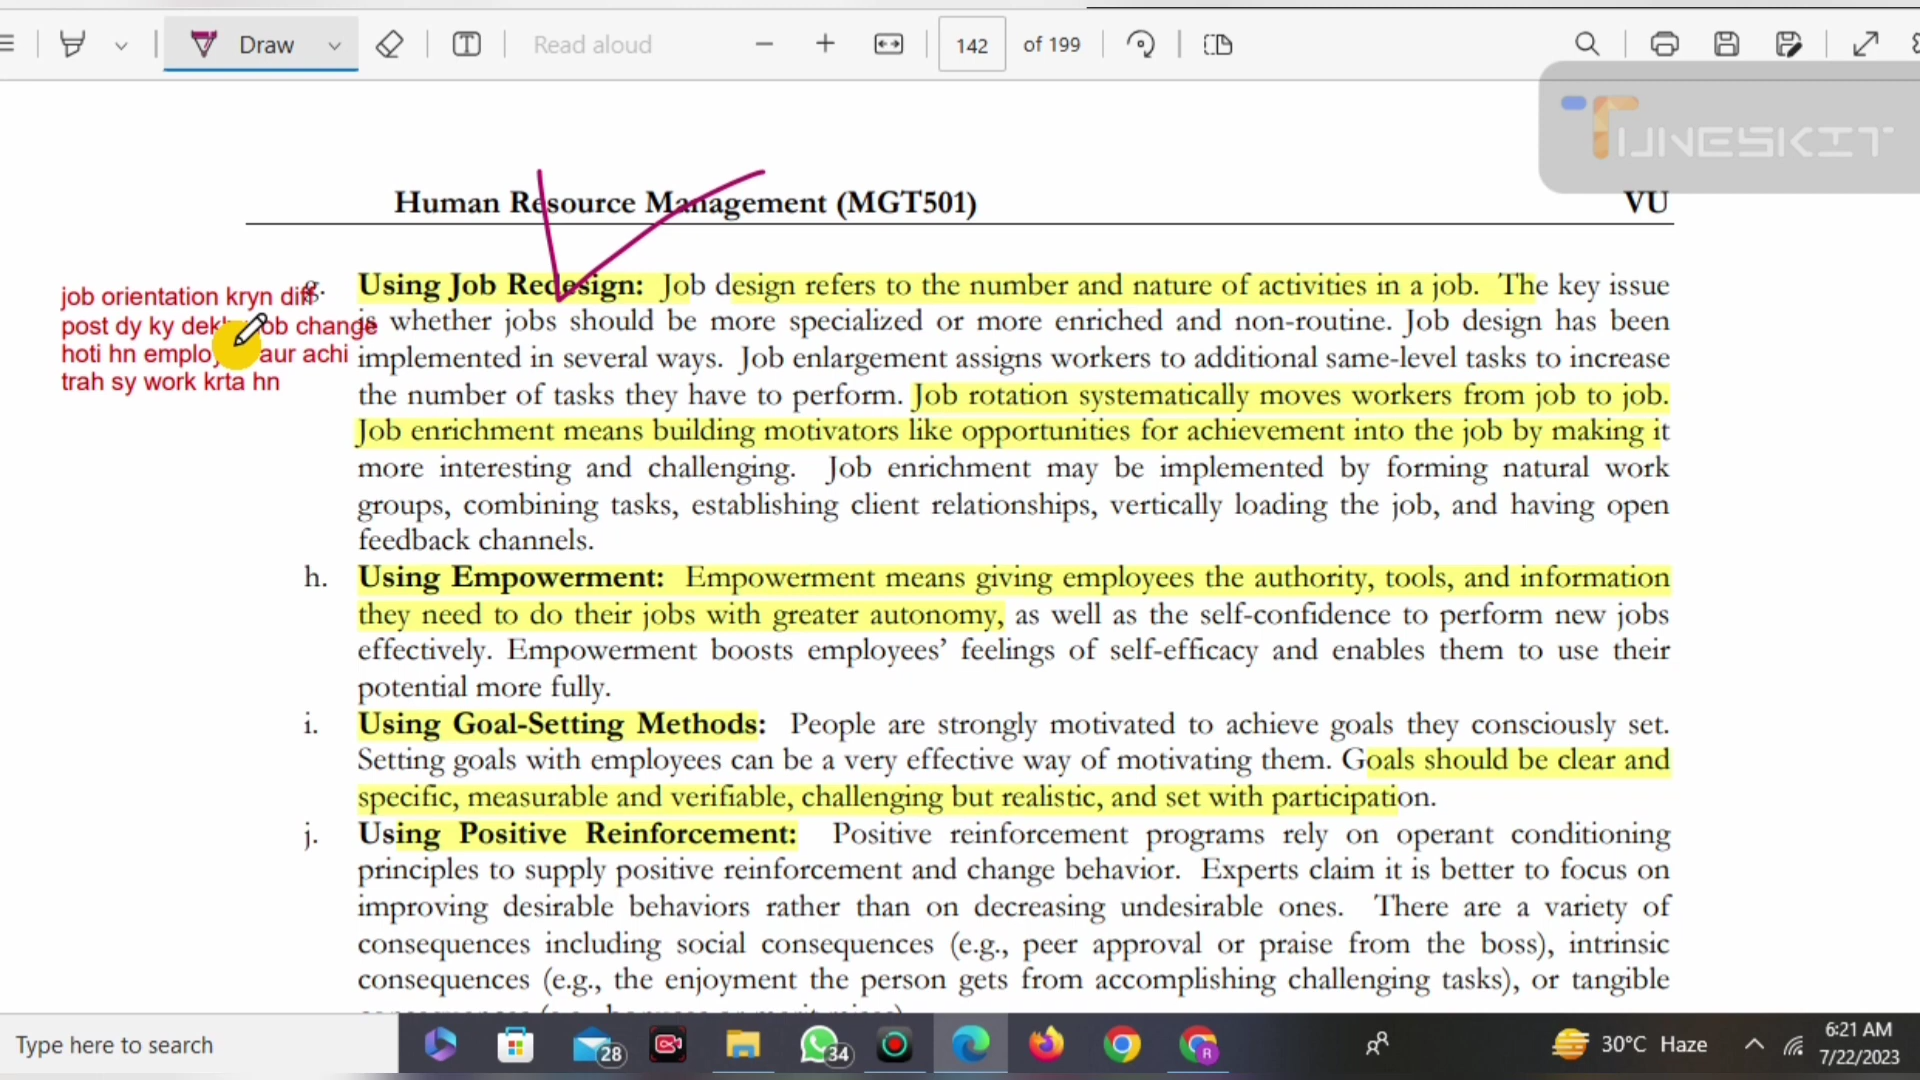 Draw
Read aloud
142 of 199
TUNESKIT
Human Resource Management (MGT501) VU
g. Using Job Redesign: Job design refers to the number and nature of activities in a job. The key issue
is whether jobs should be more specialized or more enriched and non-routine. Job design has been
implemented in several ways. Job enlargement assigns workers to additional same-level tasks to increase
the number of tasks they have to perform. Job rotation systematically moves workers from job to job.
Job enrichment means building motivators like opportunities for achievement into the job by making it
more interesting and challenging. Job enrichment may be implemented by forming natural work
groups, combining tasks, establishing client relationships, vertically loading the job, and having open
feedback channels.
job orientation kryn diff
post dy ky job change
hoti hn aur achi
trah sy work krta hn
h. Using Empowerment: Empowerment means giving employees the authority, tools, and information
they need to do their jobs with greater autonomy, as well as the self-confidence to perform new jobs
effectively. Empowerment boosts employees’ feelings of self-efficacy and enables them to use their
potential more fully.
i. Using Goal-Setting Methods: People are strongly motivated to achieve goals they consciously set.
Setting goals with employees can be a very effective way of motivating them. Goals should be clear and
specific, measurable and verifiable, challenging but realistic, and set with participation.
j. Using Positive Reinforcement: Positive reinforcement programs rely on operant conditioning
principles to supply positive reinforcement and change behavior. Experts claim it is better to focus on
improving desirable behaviors rather than on decreasing undesirable ones. There are a variety of
consequences including social consequences (e.g., peer approval or praise from the boss), intrinsic
consequences (e.g., the enjoyment the person gets from accomplishing challenging tasks), or tangible
Type here to search
28
34
R
30°C Haze
6:21 AM
7/22/2023